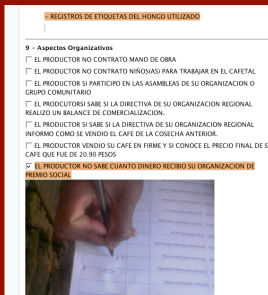 - REGISTROS DE ETIQUETAS DEL HONGO UTILIZADO
9 - Aspectos Organizativos
EL PRODUCTOR NO CONTRATO MANO DE OBRA
EL PRODUCTOR NO CONTRATO NIÑOS(AS) PARA TRABAJAR EN EL CAFETAL
EL PRODUCTOR SI PARTICIPO EN LAS ASAMBLEAS DE SU ORGANIZACION O
GRUPO COMUNITARIO
EL PRODCUTORSI SABE SI LA DIRECTIVA DE SU ORGANIZACION REGIONAL
REALIZO UN BALANCE DE COMERCIALIZACION.
EL PRODUCTOR SI SABE SI LA DIRECTIVA DE SU ORGANIZACION REGIONAL
INFORMO COMO SE VENDIO EL CAFE DE LA COSECHA ANTERIOR.
EL PRODUCTOR VENDIO SU CAFE EN FIRME Y SI CONOCE EL PRECIO FINAL DE S
CAFE QUE FUE DE 20.90 PESOS
EL PRODUCTOR NO SABE CUANTO DINERO RECIBIO SU ORGANIZACION DE
PREMIO SOCIAL